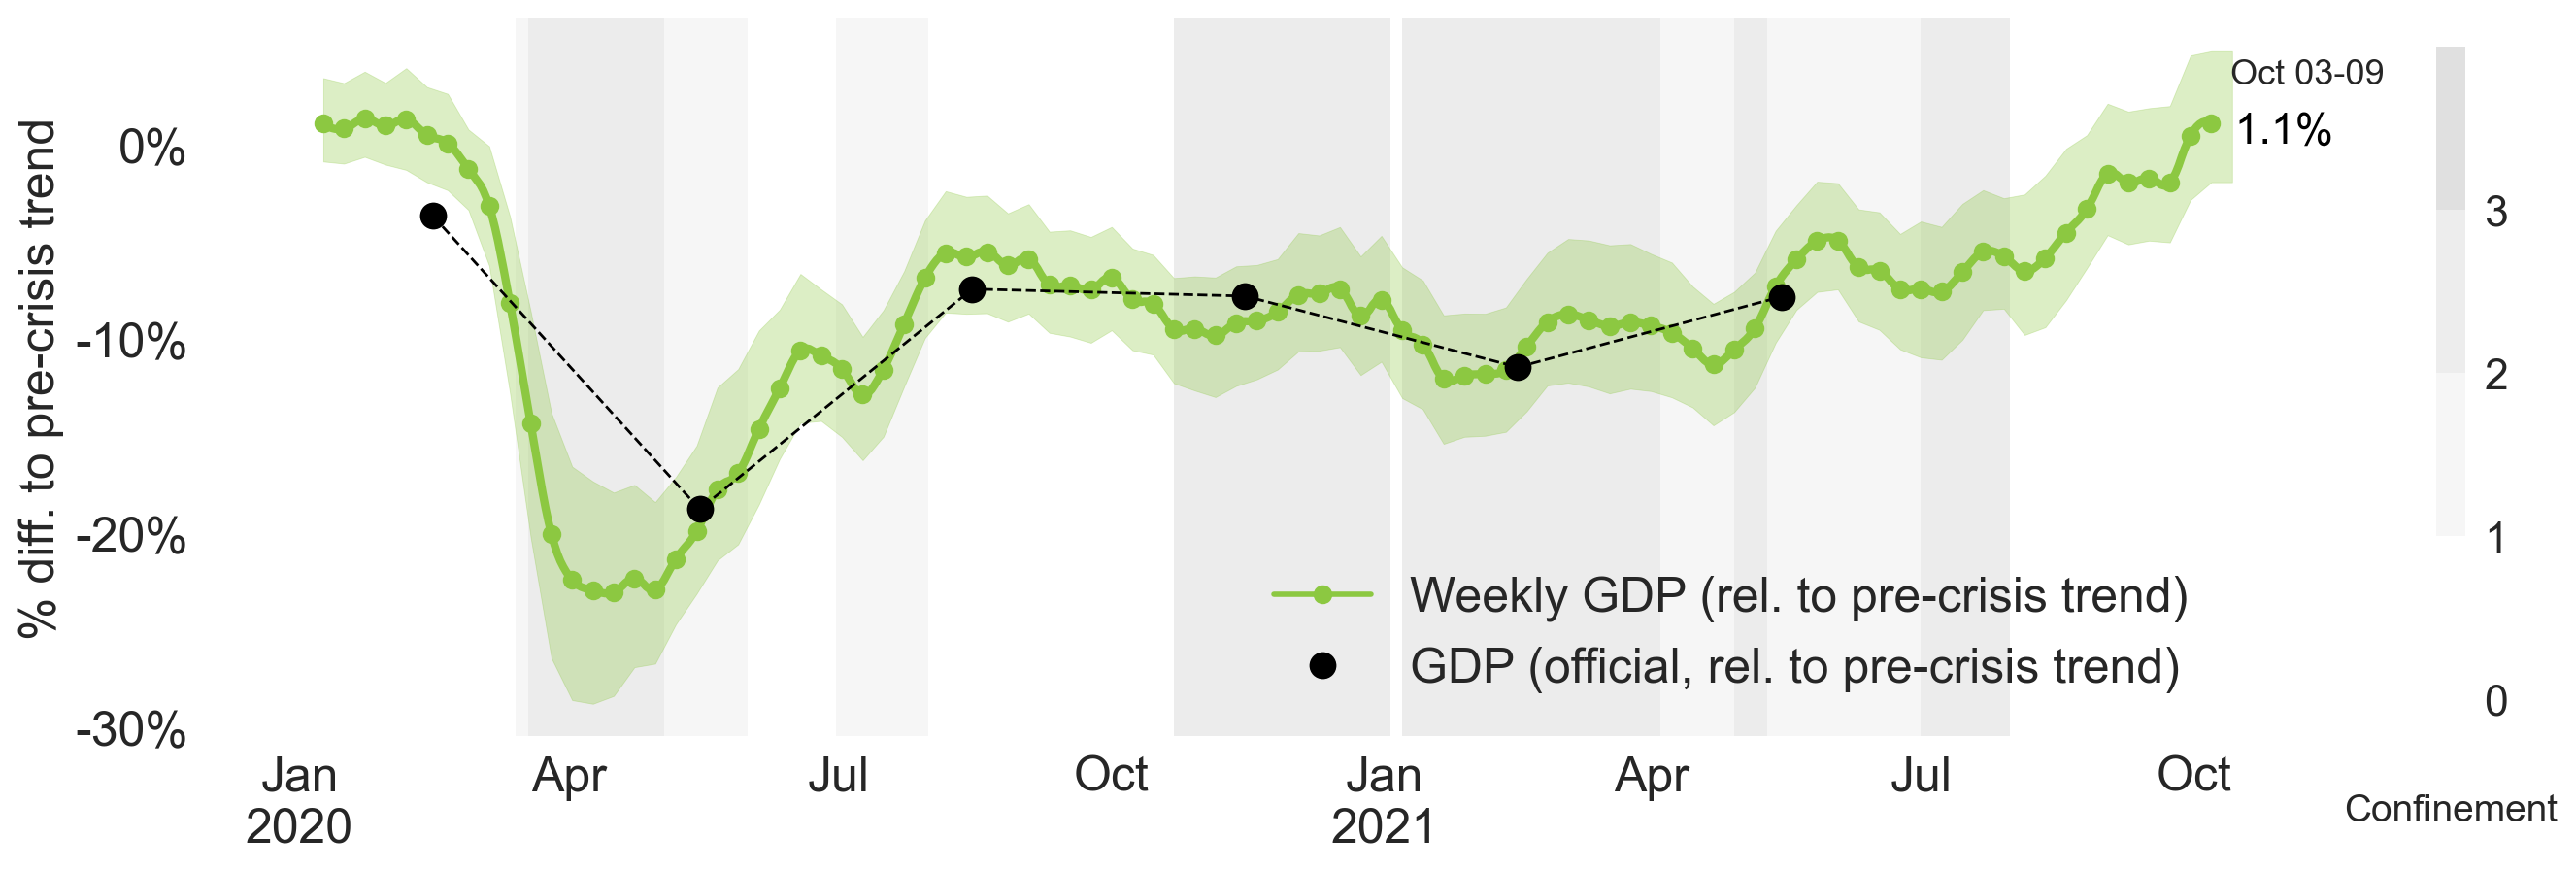 % diff. to pre-crisis trend
0%
-10%
-20%
-30%
Jan
2020
Apr
Jul
Oct
Jan
2021
Apr
Jul
Oct
Oct 03-09
1.1%
Weekly GDP (rel. to pre-crisis trend)
GDP (official, rel. to pre-crisis trend)
3
2
1
0
Confinement